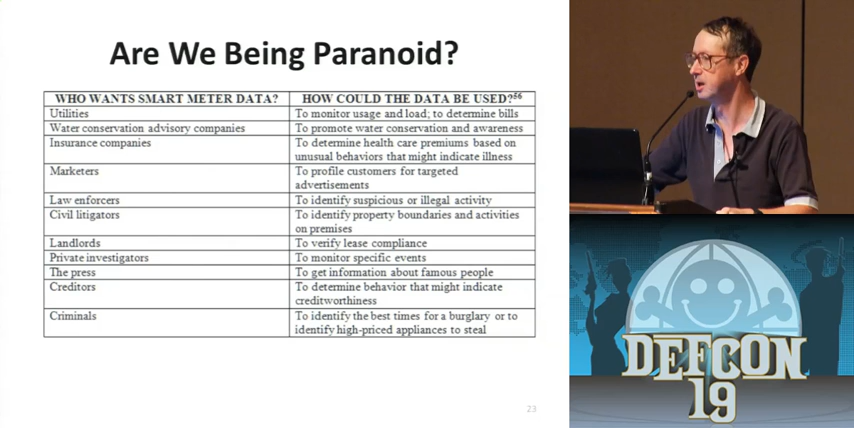 Are We Being Paranoid?
WHO WANTS SMART METER DATA? HOW COULD THE DATA BE USED?56
Utilities To monitor usage and load; to determine bills
Water conservation advisory companies To promote water conservation and awareness
Insurance companies To determine health care premiums based on
unusual behaviors that might indicate illness
Marketers To profile customers for targeted
advertisements
Law enforcers To identify suspicious or illegal activity
Civil litigators To identify property boundaries and activities
on premises
Landlords To verify lease compliance
Private investigators To monitor specific events
The press To get information about famous people
Creditors To determine behavior that might indicate
creditworthiness
Criminals To identify the best times for a burglary or to
identify high-priced appliances to steal
23
DEFCON
19